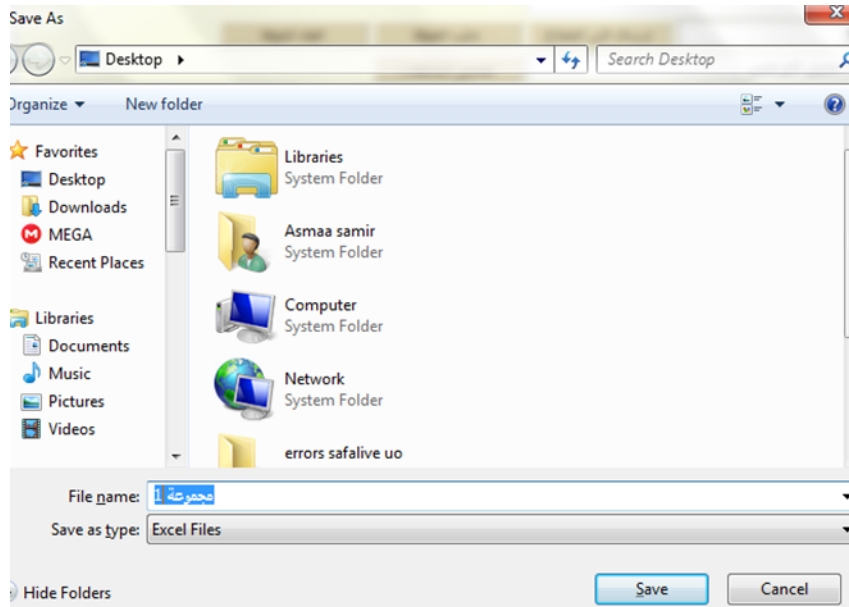 Save As
Desktop
Search Desktop
Organize
New folder
Favorites
Desktop
Downloads
MEGA
Recent Places
Libraries
Documents
Music
Pictures
Videos
Libraries
System Folder
Asmaa samir
System Folder
Computer
System Folder
Network
System Folder
errors safalive uo
File name: مجموعة 1
Save as type: Excel Files
Hide Folders
Save
Cancel